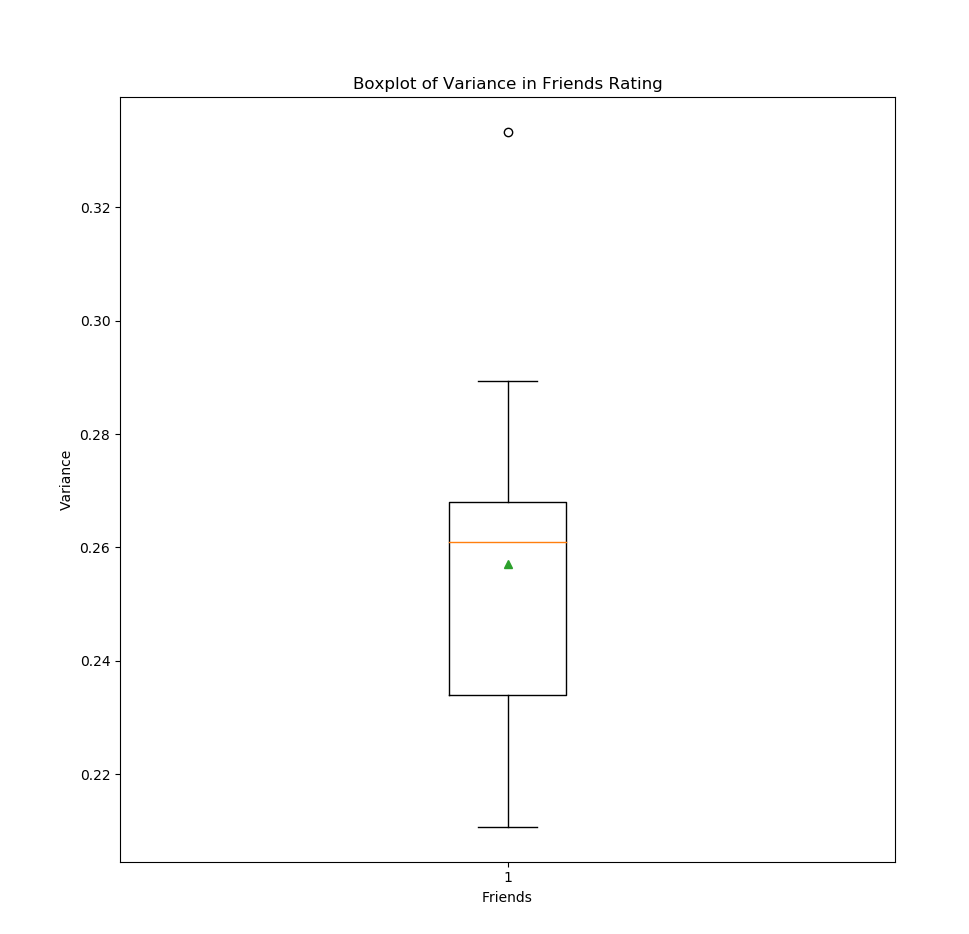 Boxplot of Variance in Friends Rating
0.32
0.30
0.28
0.26
0.24
0.22
Variance
1
Friends